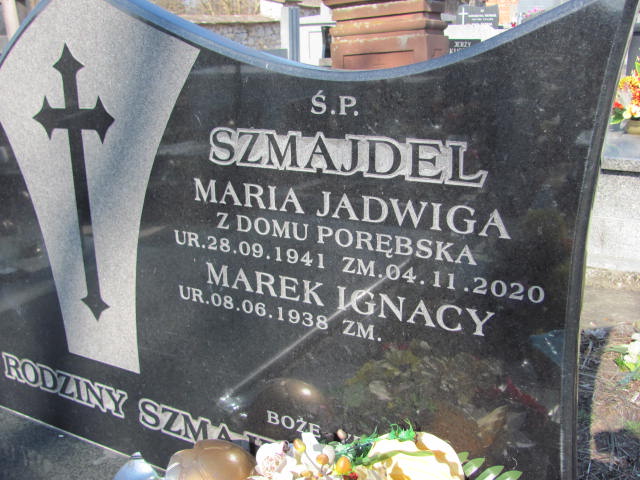 Ś.P.
SZMAJDEL
MARIA JADWIGA
Z DOMU PORĘBSKA
UR.28.09.1941 ZM.04.11.2020
MAREK IGNACY
UR.08.06.1938 ZM.
RODZINY
BOŻE
JERZY